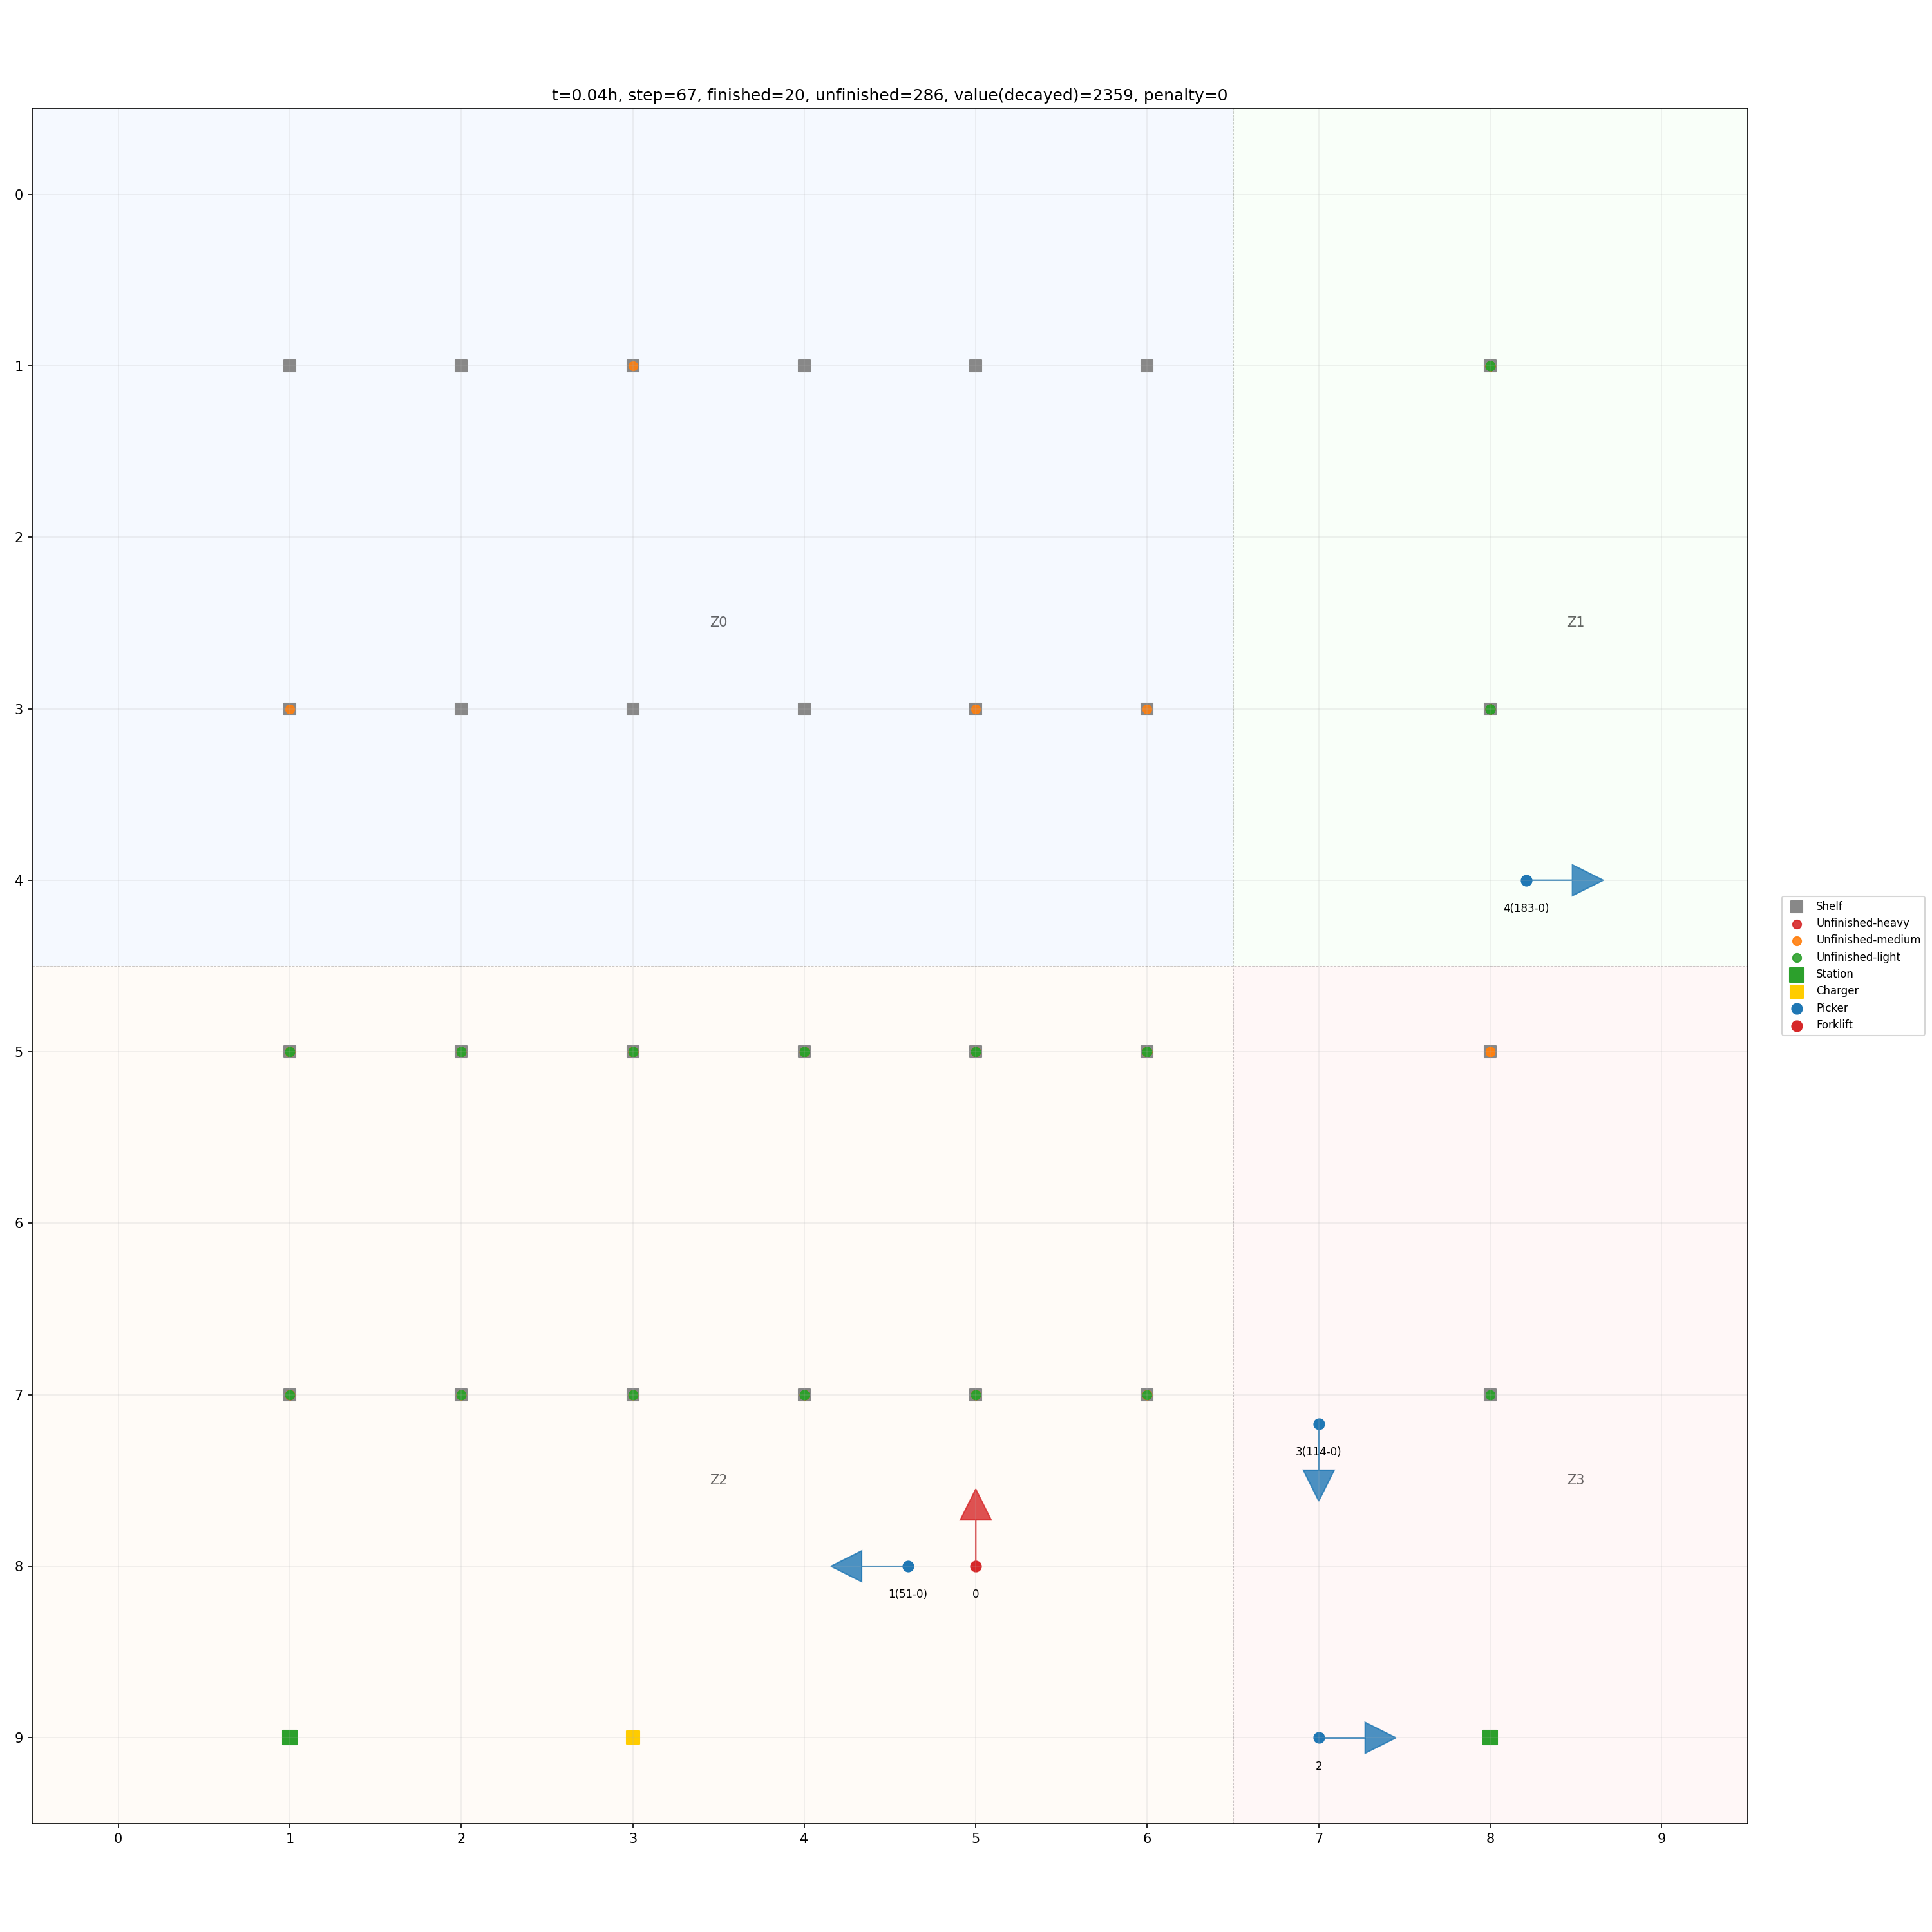 t=0.04h, step=67, finished=20, unfinished=286, value(decayed)=2359, penalty=0
0
1
2
Z0
Z1
3
4
4(183-0)
Shelf
Unfinished-heavy
Unfinished-medium
Unfinished-light
Station
Charger
Picker
Forklift
5
6
7
3(114-0)
Z2
Z3
8
1(51-0)
0
9
2
0 1 2 3 4 5 6 7 8 9